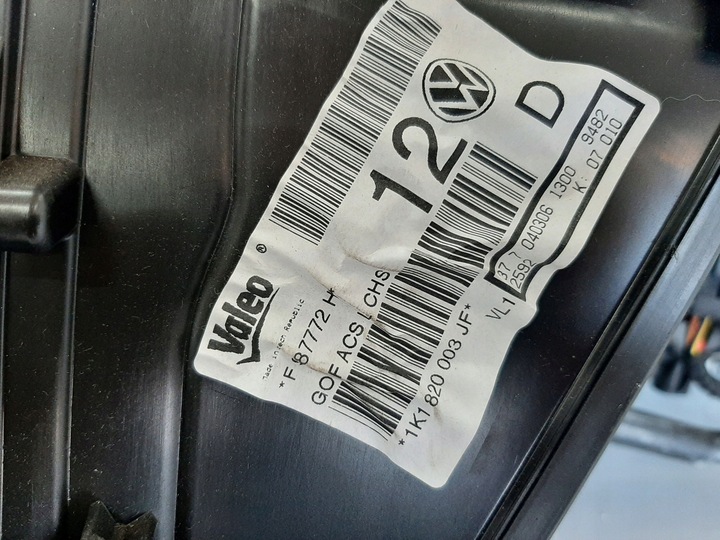 Valeo ®
made in Czech Republic
* F 87772 H*
12
D
GOF ACS CHS
*1K1 820 003 JF*
37 7 040306 1300 9482
VL1 2592 K: 07 010